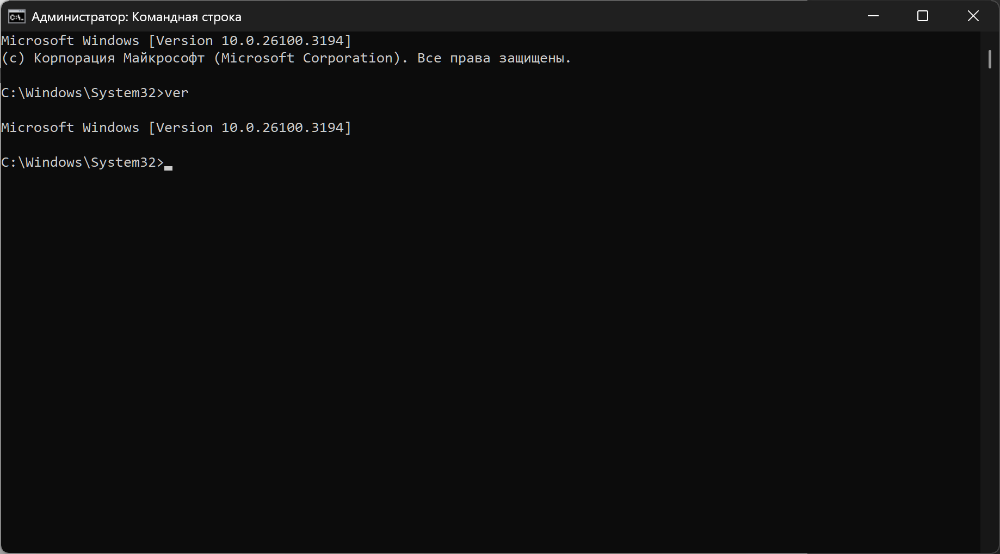 Администратор: Командная строка
Microsoft Windows [Version 10.0.26100.3194]
(c) Корпорация Майкрософт (Microsoft Corporation). Все права защищены.
C:\Windows\System32>ver
Microsoft Windows [Version 10.0.26100.3194]
C:\Windows\System32>